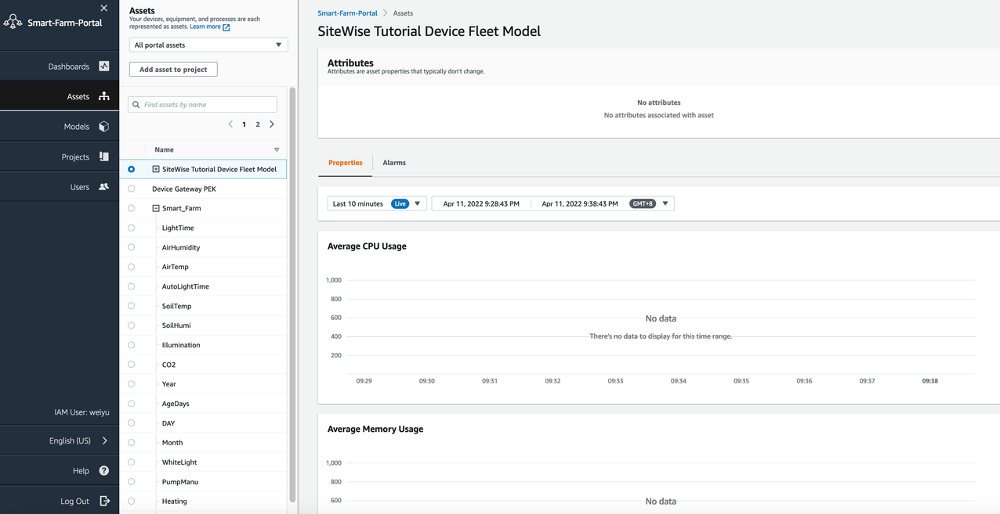 Smart-Farm-Portal
Dashboards
Assets
Models
Projects
Users
IAM User: weiyu
English (US)
Help
Log Out
Assets
Your devices, equipment, and processes are each
represented as assets. Learn more
All portal assets
Add asset to project
Find assets by name
1 2
Name
SiteWise Tutorial Device Fleet Model
Device Gateway PEK
Smart_Farm
LightTime
AirHumidity
AirTemp
AutoLightTime
SoilTemp
SoilHumi
Illumination
CO2
Year
AgeDays
DAY
Month
WhiteLight
PumpManu
Heating
Smart-Farm-Portal > Assets
SiteWise Tutorial Device Fleet Model
Attributes
Attributes are asset properties that typically don't change.
No attributes
No attributes associated with asset
Properties Alarms
Last 10 minutes Live Apr 11, 2022 9:28:43 PM Apr 11, 2022 9:38:43 PM GMT+8
Average CPU Usage
1,000
800
600
No data
400
There's no data to display for this time range.
200
09:29 09:30 09:31 09:32 09:33 09:34 09:35 09:36 09:37 09:38
Average Memory Usage
1,000
800
600
No data